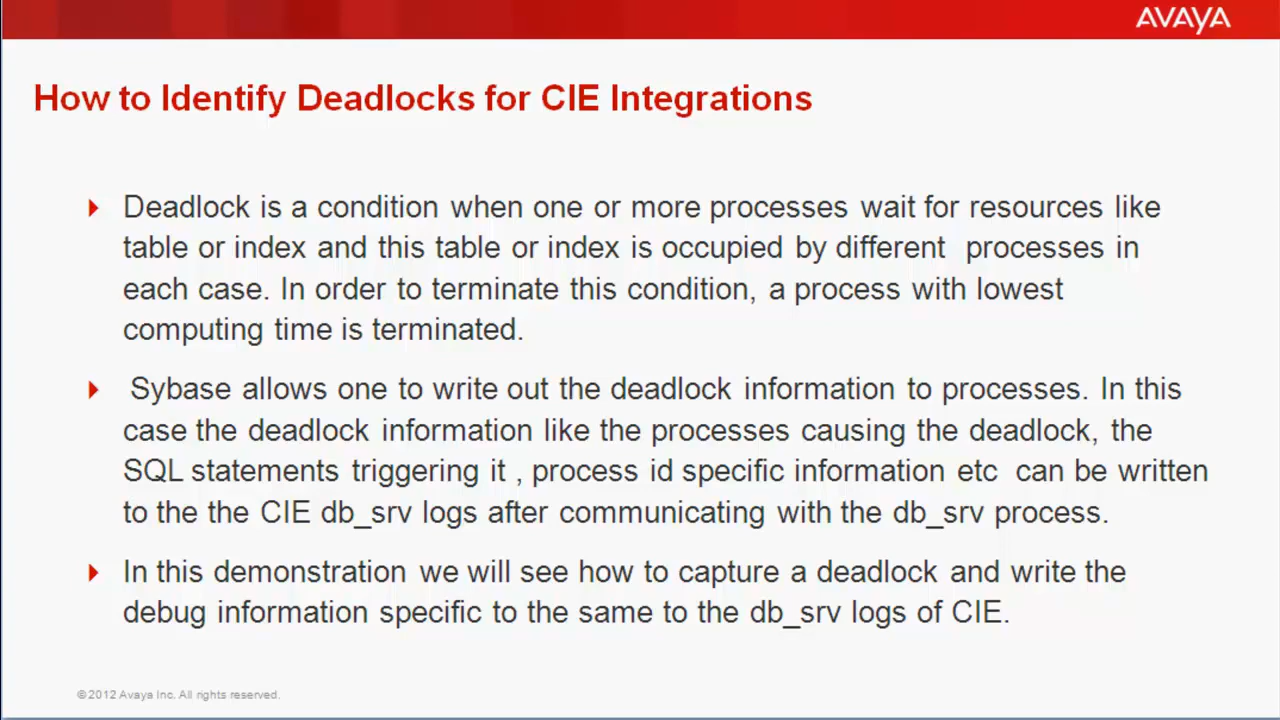 AVAYA
How to Identify Deadlocks for CIE Integrations
Deadlock is a condition when one or more processes wait for resources like
table or index and this table or index is occupied by different processes in
each case. In order to terminate this condition, a process with lowest
computing time is terminated.
Sybase allows one to write out the deadlock information to processes. In this
case the deadlock information like the processes causing the deadlock, the
SQL statements triggering it , process id specific information etc can be written
to the the CIE db_srv logs after communicating with the db_srv process.
In this demonstration we will see how to capture a deadlock and write the
debug information specific to the same to the db_srv logs of CIE.
© 2012 Avaya Inc. All rights reserved.